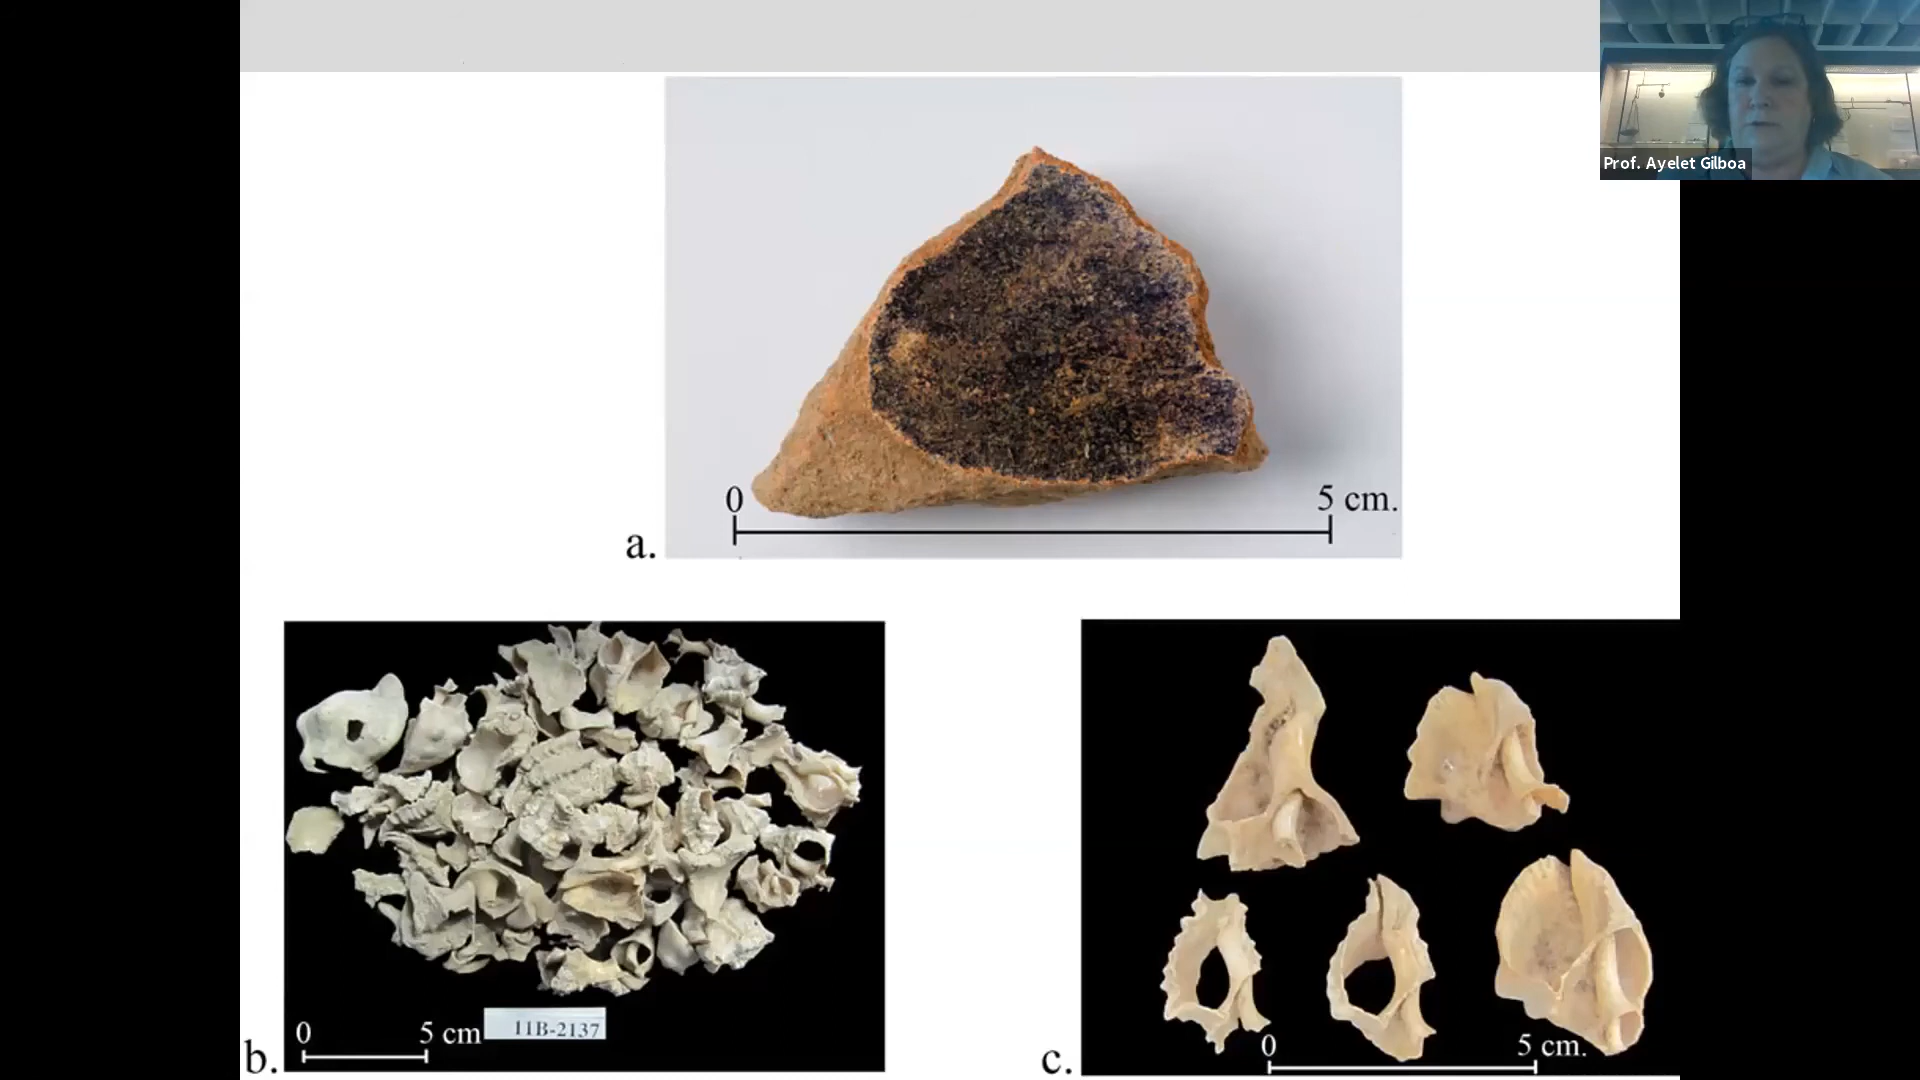 Prof. Ayelet Gilboa
0 5 cm.
a.
0 5 cm
11B-2137
b.
0 5 cm.
c.